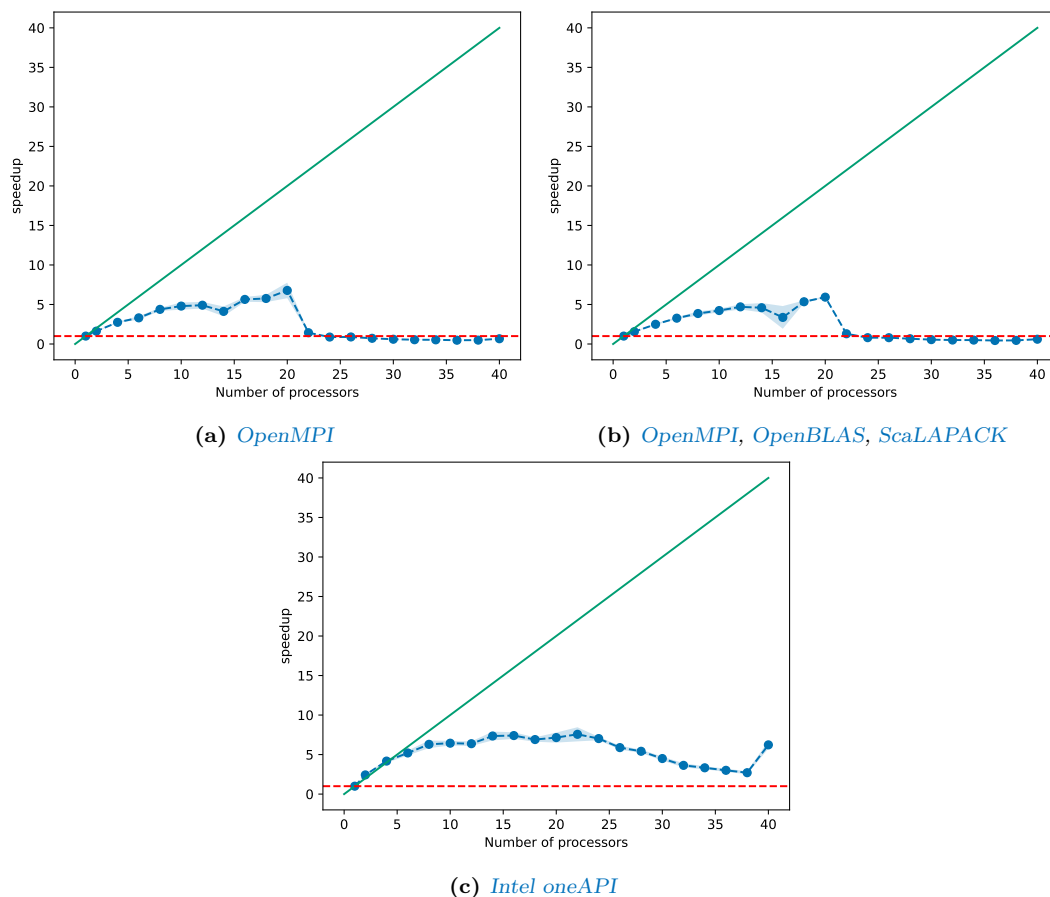 40
35
30
25
20
15
10
5
0
speedup
0 5 10 15 20 25 30 35 40
Number of processors
(a) OpenMPI
40
35
30
25
20
15
10
5
0
speedup
0 5 10 15 20 25 30 35 40
Number of processors
(b) OpenMPI, OpenBLAS, ScaLAPACK
40
35
30
25
20
15
10
5
0
speedup
0 5 10 15 20 25 30 35 40
Number of processors
(c) Intel oneAPI